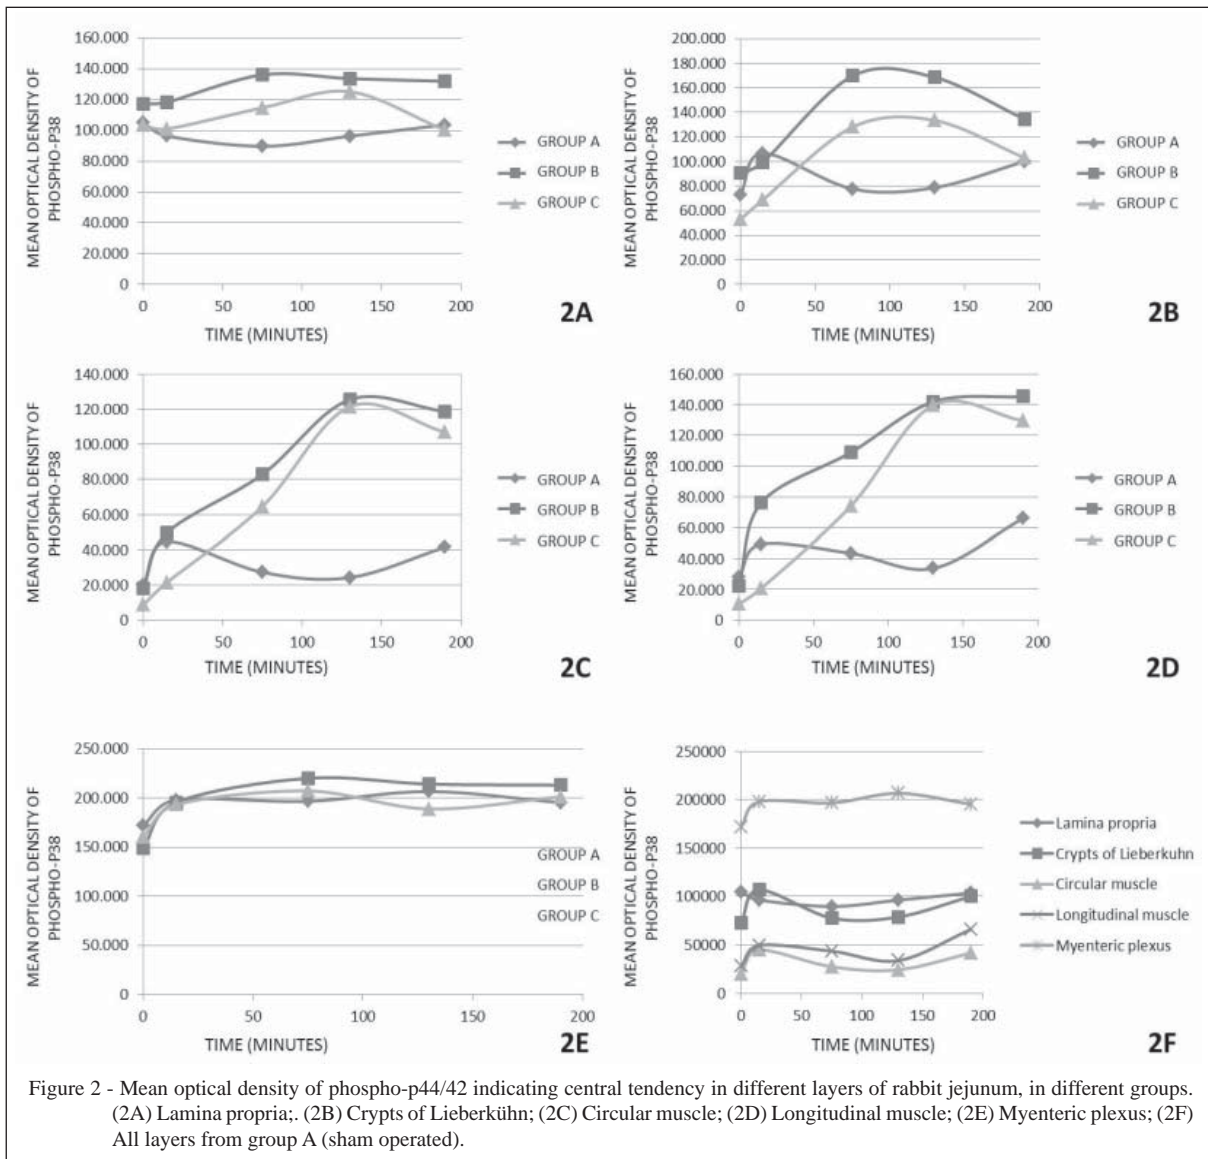 MEAN OPTICAL DENSITY OF
PHOSPHO-P38
160.000
140.000
120.000
100.000
80.000
60.000
40.000
20.000
0
0 50 100 150 200
TIME (MINUTES)
GROUP A
GROUP B
GROUP C
2A
MEAN OPTICAL DENSITY OF
PHOSPHO-P38
200.000
180.000
160.000
140.000
120.000
100.000
80.000
60.000
40.000
20.000
0
0 50 100 150 200
TIME (MINUTES)
GROUP A
GROUP B
GROUP C
2B
MEAN OPTICAL DENSITY OF
PHOSPHO-P38
140.000
120.000
100.000
80.000
60.000
40.000
20.000
0
0 50 100 150 200
TIME (MINUTES)
GROUP A
GROUP B
GROUP C
2C
MEAN OPTICAL DENSITY OF
PHOSPHO-P38
160.000
140.000
120.000
100.000
80.000
60.000
40.000
20.000
0
0 50 100 150 200
TIME (MINUTES)
GROUP A
GROUP B
GROUP C
2D
MEAN OPTICAL DENSITY OF
PHOSPHO-P38
250.000
200.000
150.000
100.000
50.000
0
0 50 100 150 200
TIME (MINUTES)
GROUP A
GROUP B
GROUP C
2E
MEAN OPTICAL DENSITY OF
PHOSPHO-P38
250000
200000
150000
100000
50000
0
0 50 100 150 200
TIME (MINUTES)
Lamina propria
Crypts of Lieberkuhn
Circular muscle
Longitudinal muscle
Myenteric plexus
2F
Figure 2 - Mean optical density of phospho-p44/42 indicating central tendency in different layers of rabbit jejunum, in different groups.
(2A) Lamina propria;. (2B) Crypts of Lieberkühn; (2C) Circular muscle; (2D) Longitudinal muscle; (2E) Myenteric plexus; (2F)
All layers from group A (sham operated).